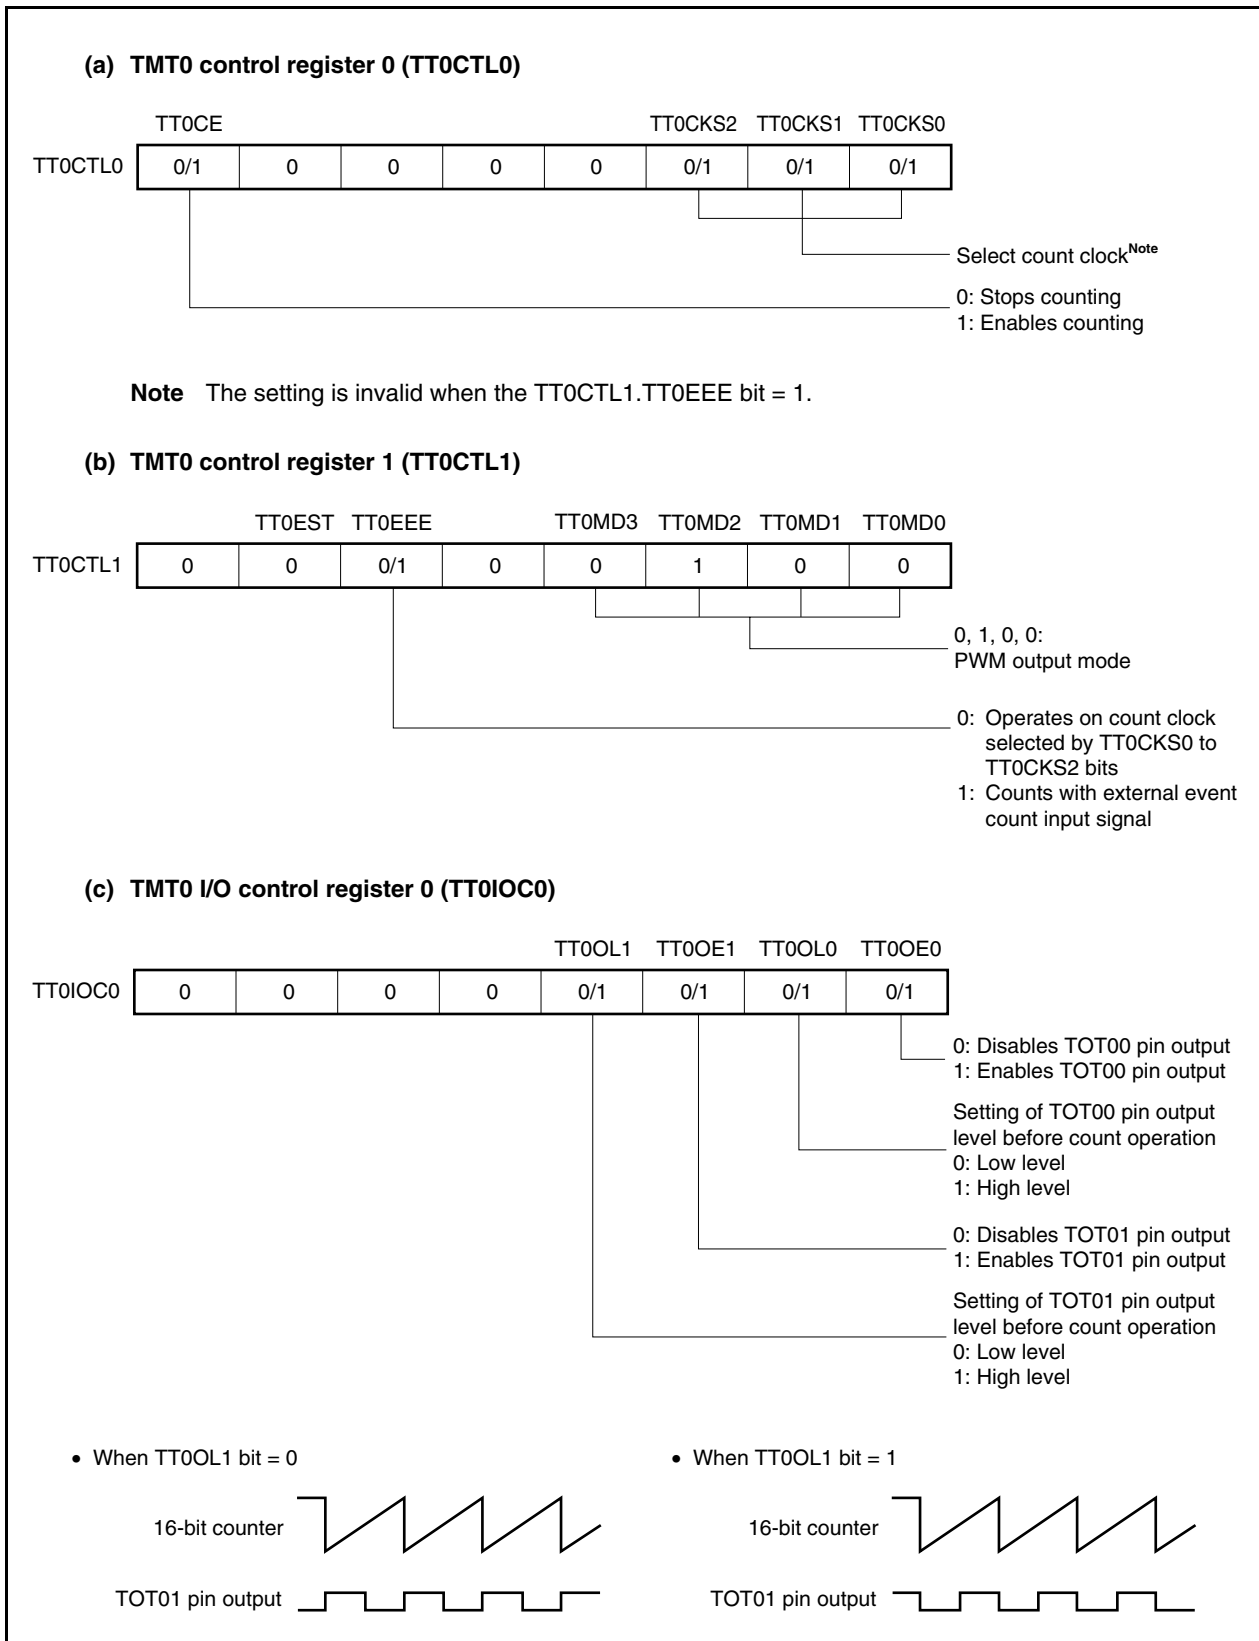 (a) TMT0 control register 0 (TT0CTL0)
TT0CE TT0CKS2 TT0CKS1 TT0CKS0
TT0CTL0 0/1 0 0 0 0 0/1 0/1 0/1
Select count clockNote
0: Stops counting
1: Enables counting
Note The setting is invalid when the TT0CTL1.TT0EEE bit = 1.
(b) TMT0 control register 1 (TT0CTL1)
TT0EST TT0EEE TT0MD3 TT0MD2 TT0MD1 TT0MD0
TT0CTL1 0 0 0/1 0 0 1 0 0
0, 1, 0, 0:
PWM output mode
0: Operates on count clock
selected by TT0CKS0 to
TT0CKS2 bits
1: Counts with external event
count input signal
(c) TMT0 I/O control register 0 (TT0IOC0)
TT0OL1 TT0OE1 TT0OL0 TT0OE0
TT0IOC0 0 0 0 0 0/1 0/1 0/1 0/1
0: Disables TOT00 pin output
1: Enables TOT00 pin output
Setting of TOT00 pin output
level before count operation
0: Low level
1: High level
0: Disables TOT01 pin output
1: Enables TOT01 pin output
Setting of TOT01 pin output
level before count operation
0: Low level
1: High level
• When TT0OL1 bit = 0
16-bit counter
TOT01 pin output
• When TT0OL1 bit = 1
16-bit counter
TOT01 pin output